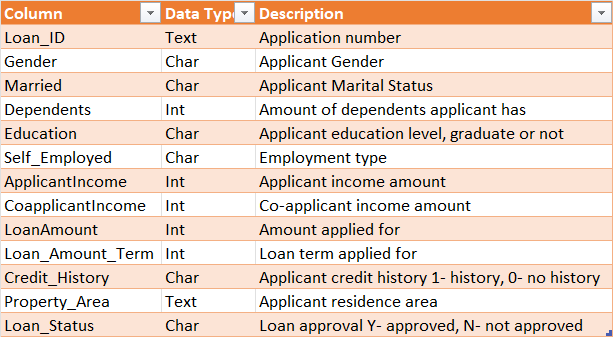 Column Data Type Description
Loan_ID Text Application number
Gender Char Applicant Gender
Married Char Applicant Marital Status
Dependents Int Amount of dependents applicant has
Education Char Applicant education level, graduate or not
Self_Employed Char Employment type
ApplicantIncome Int Applicant income amount
CoapplicantIncome Int Co-applicant income amount
LoanAmount Int Amount applied for
Loan_Amount_Term Int Loan term applied for
Credit_History Char Applicant credit history 1- history, 0- no history
Property_Area Text Applicant residence area
Loan_Status Char Loan approval Y- approved, N- not approved